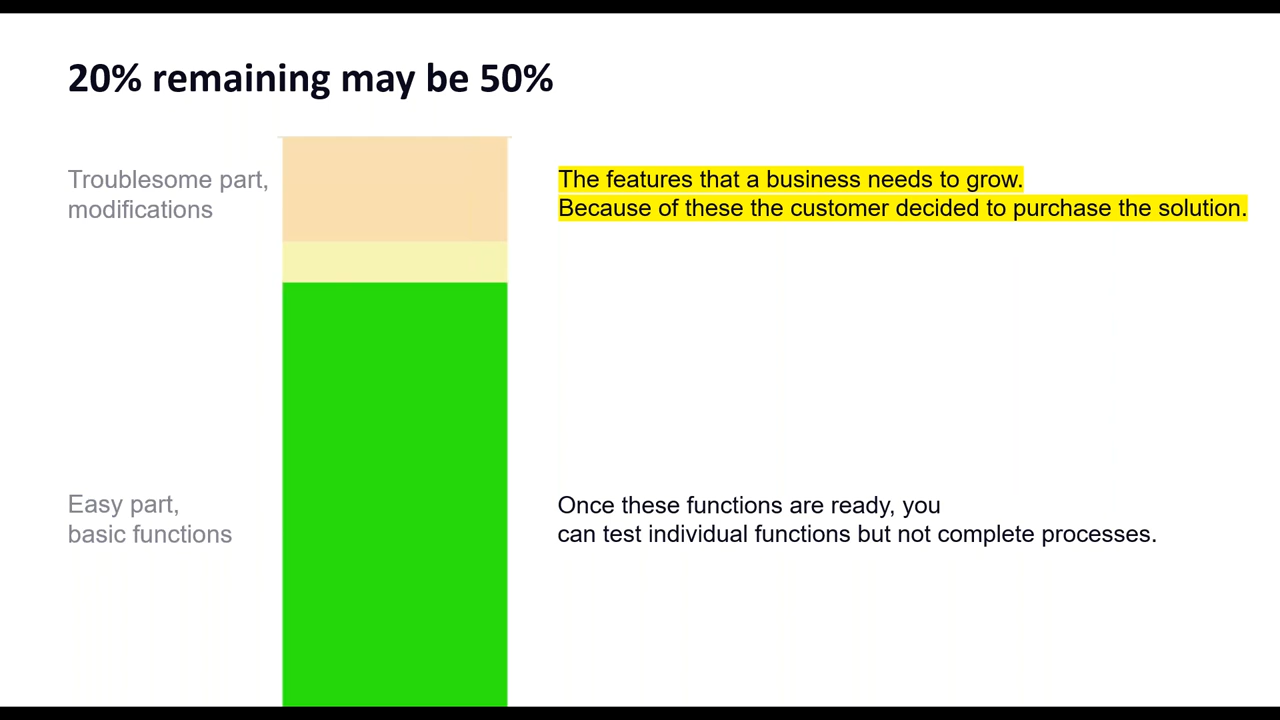 20% remaining may be 50%
Troublesome part,
modifications
The features that a business needs to grow.
Because of these the customer decided to purchase the solution.
Easy part,
basic functions
Once these functions are ready, you
can test individual functions but not complete processes.